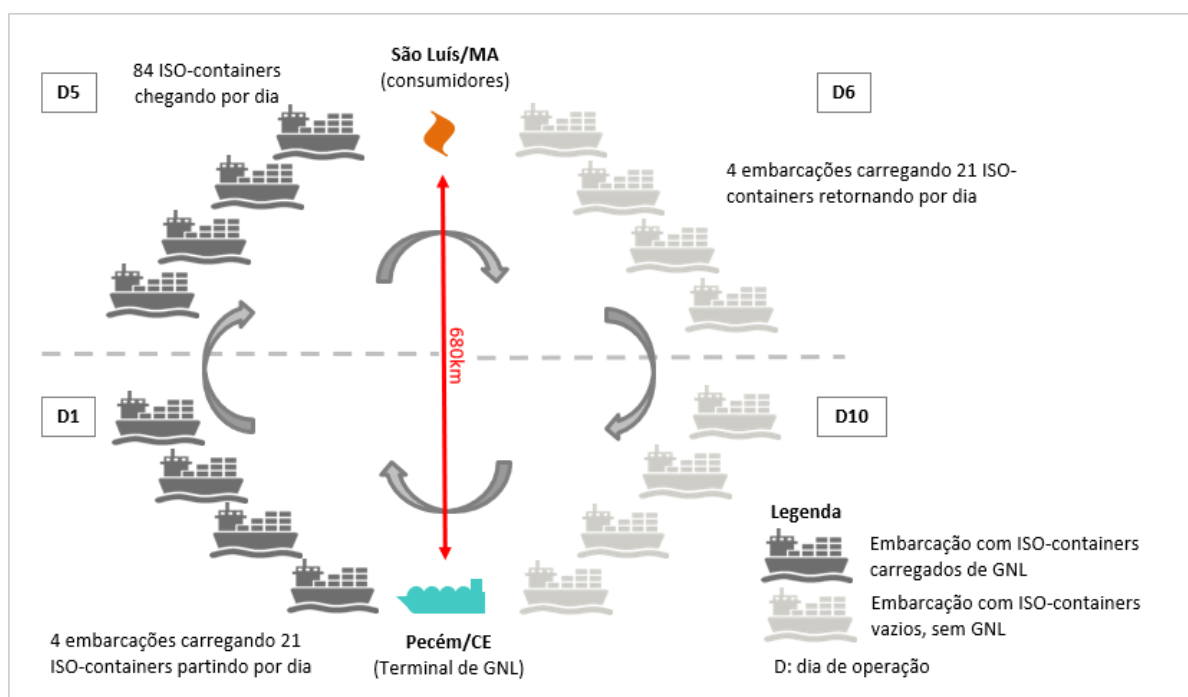 São Luís/MA
(consumidores)
D5
84 ISO-containers
chegando por dia
D6
4 embarcações carregando 21 ISO-
containers retornando por dia
680km
D1
D10
4 embarcações carregando 21
ISO-containers partindo por dia
Pecém/CE
(Terminal de GNL)
Legenda
Embarcação com ISO-containers
carregados de GNL
Embarcação com ISO-containers
vazios, sem GNL
D: dia de operação